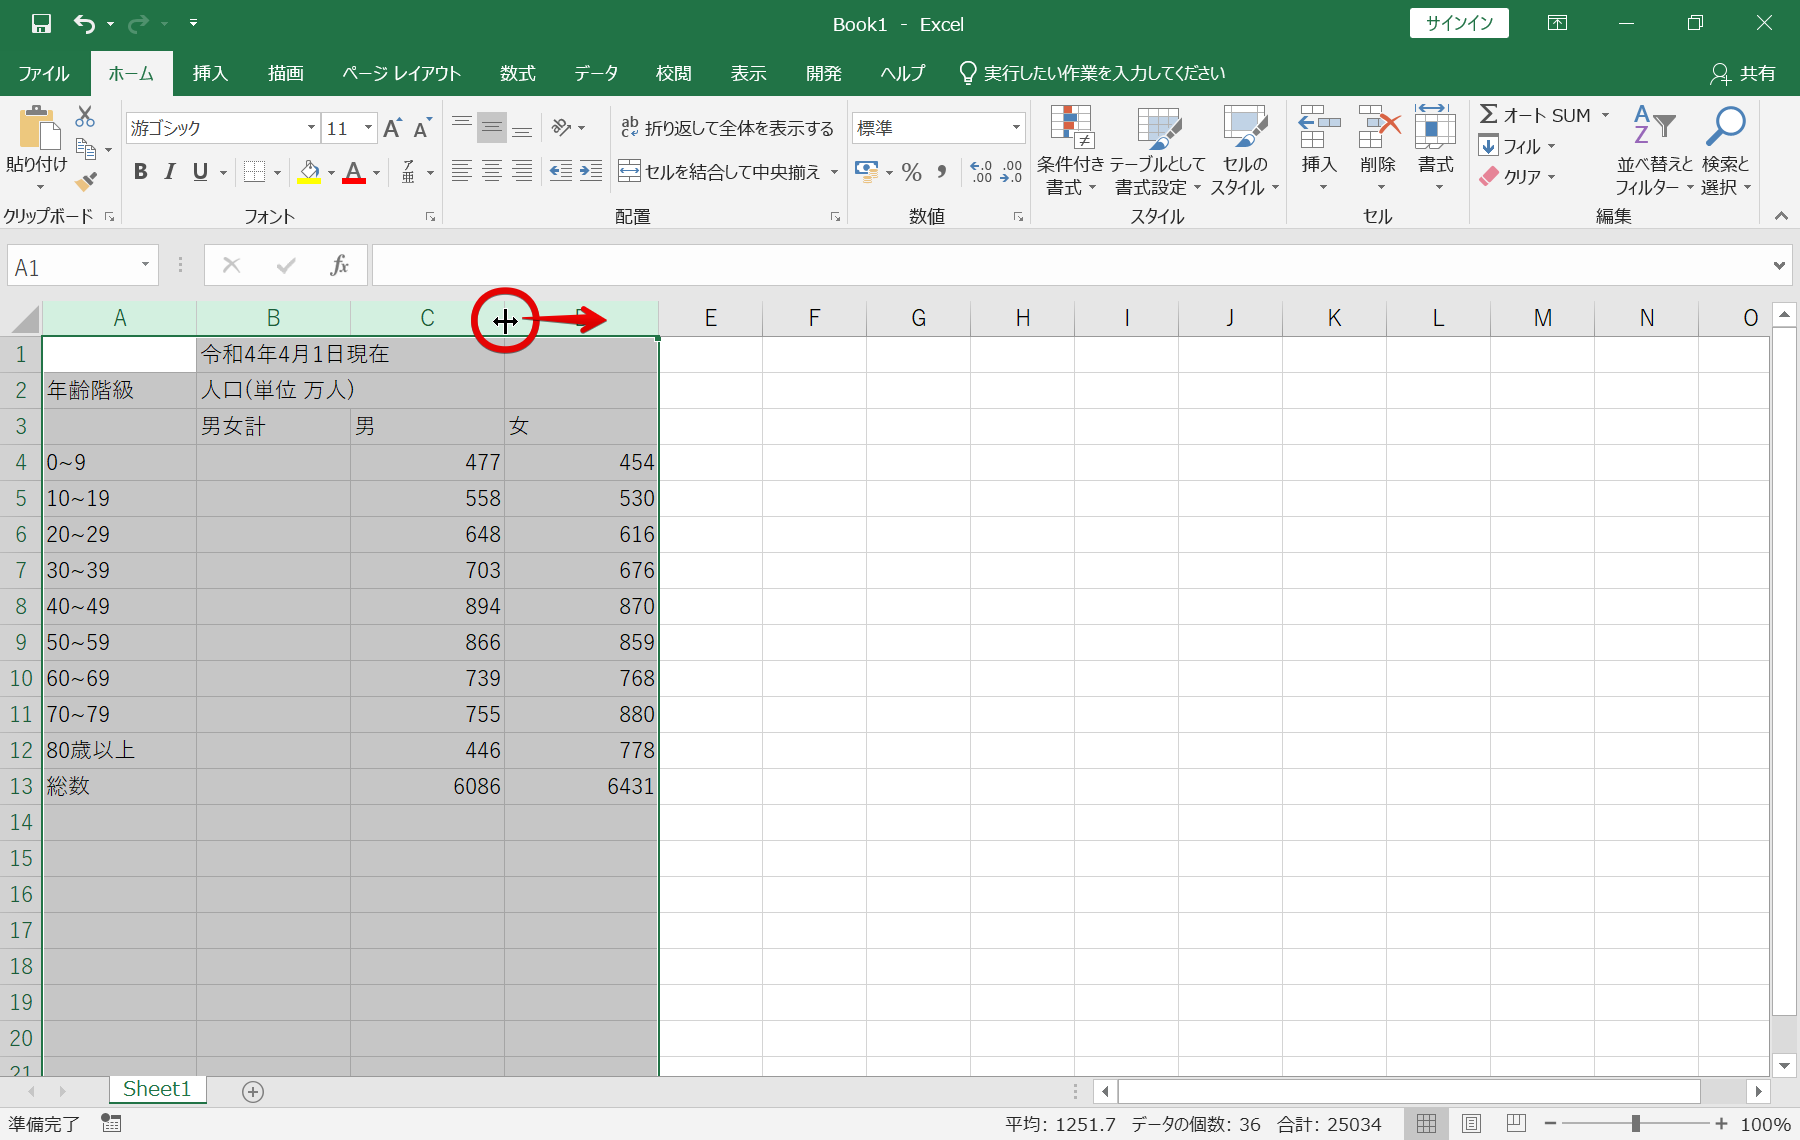 Book1 - Excel
サインイン
ファイル ホーム 挿入 描画 ページ レイアウト 数式 データ 校閲 表示 開発 ヘルプ 実行したい作業を入力してください 共有
貼り付け
クリップボード
游ゴシック 11 A A
B I U A ア亜
フォント
ab c 折り返して全体を表示する
セルを結合して中央揃え
配置
標準
% , .0 .00 .00 .0
数値
条件付き書式 テーブルとして書式設定 セルのスタイル
スタイル
挿入 削除 書式
セル
Σ オート SUM
フィル
クリア
AZ 並べ替えとフィルター 検索と選択
編集
A1 fx
A B C D E F G H I J K L M N O
1 令和4年4月1日現在
2 年齢階級 人口(単位 万人)
3 男女計 男 女
4 0~9 477 454
5 10~19 558 530
6 20~29 648 616
7 30~39 703 676
8 40~49 894 870
9 50~59 866 859
10 60~69 739 768
11 70~79 755 880
12 80歳以上 446 778
13 総数 6086 6431
14
15
16
17
18
19
20
21
Sheet1
準備完了 平均: 1251.7 データの個数: 36 合計: 25034 100%